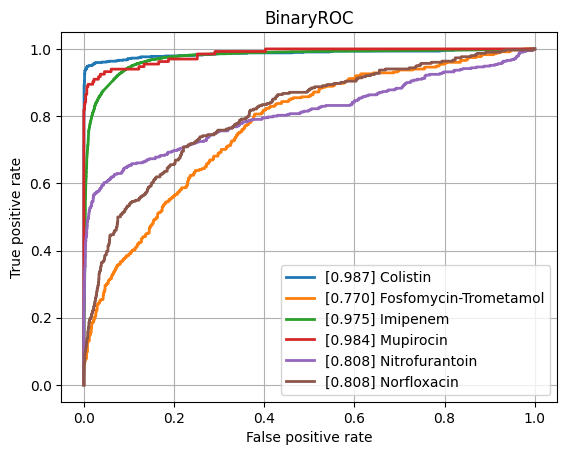 BinaryROC
True positive rate
1.0
0.8
0.6
0.4
0.2
0.0
[0.987] Colistin
[0.770] Fosfomycin-Trometamol
[0.975] Imipenem
[0.984] Mupirocin
[0.808] Nitrofurantoin
[0.808] Norfloxacin
0.0 0.2 0.4 0.6 0.8 1.0
False positive rate